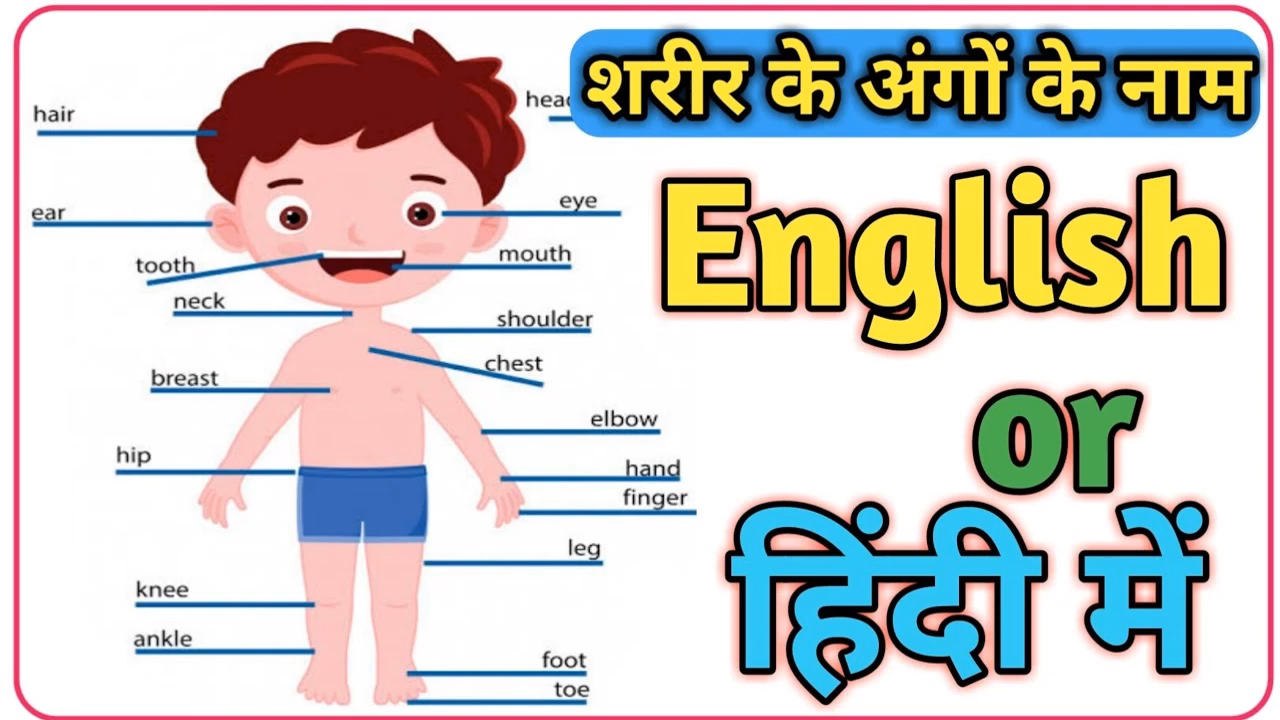 शरीर के अंगों के नाम
English
or
हिंदी में
hair
ear
tooth
neck
breast
hip
knee
ankle
eye
mouth
shoulder
chest
elbow
hand
finger
leg
foot
toe